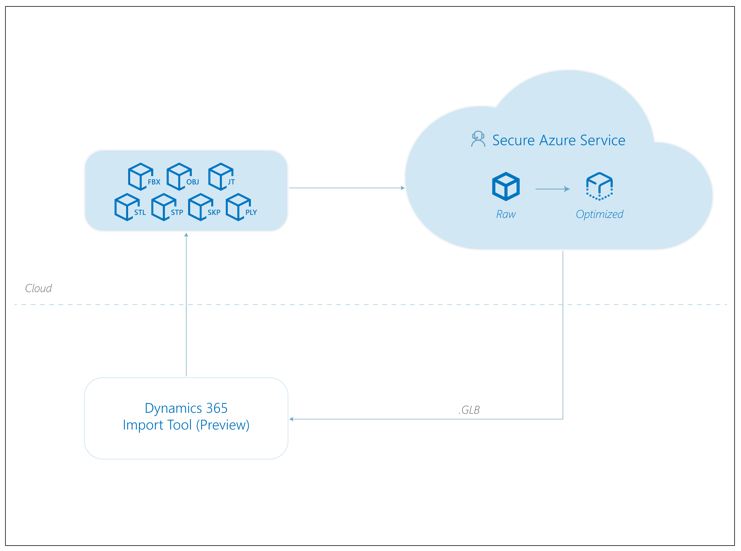 Secure Azure Service
FBX OBJ JT
STL STP SKP PLY
Raw Optimized
Cloud
Dynamics 365
Import Tool (Preview)
.GLB